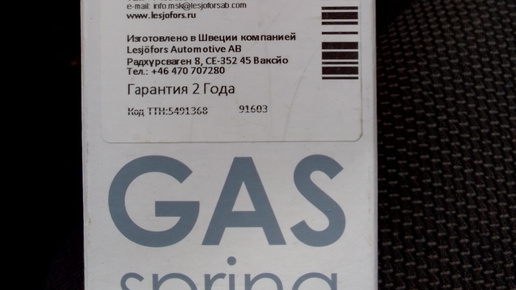 e-mail: info.msk@lesjoforsab.com
www.lesjofors.ru
Изготовлено в Швеции компанией
Lesjöfors Automotive AB
Радхурсваген 8, СЕ-352 45 Ваксйо
Тел.: +46 470 707280
Гарантия 2 Года
Код ТТН:5491368 91603
GAS
spring